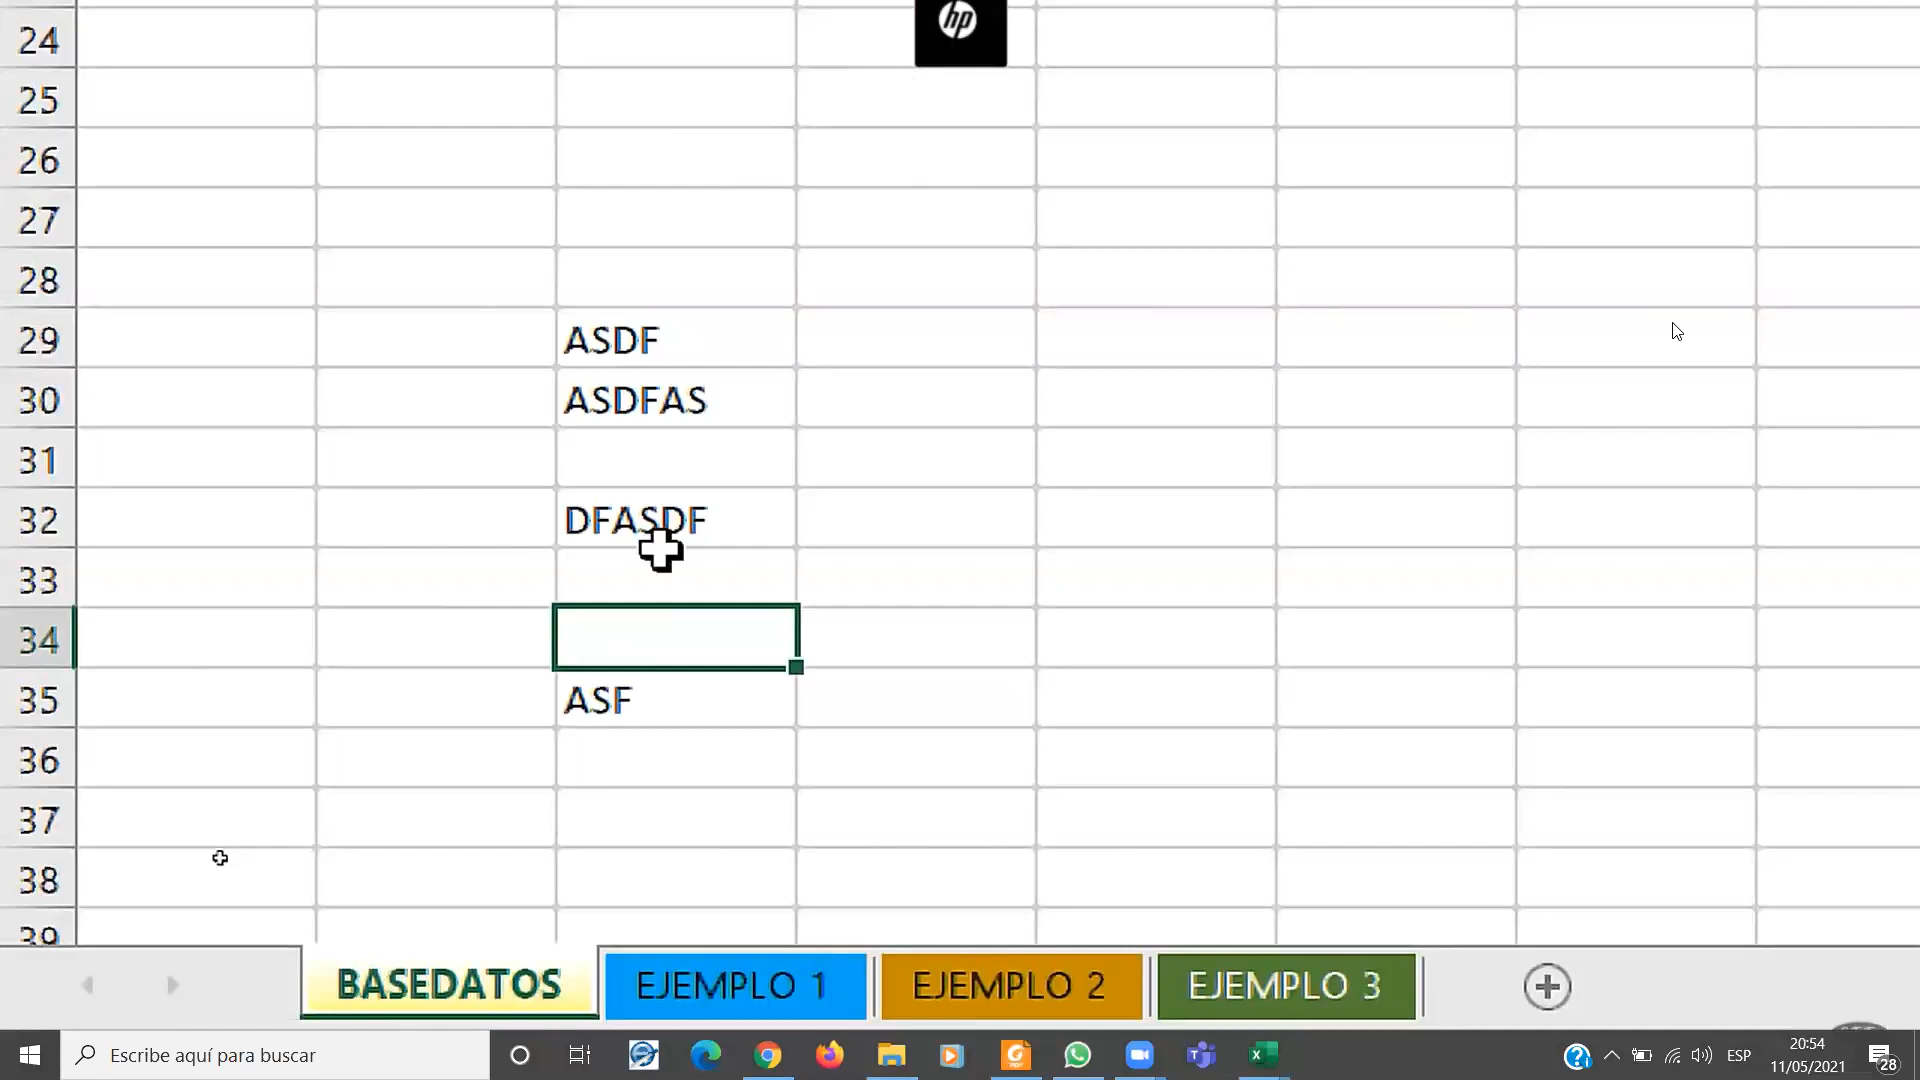 hp
24
25
26
27
28
29 ASDF
30 ASDFAS
31
32 DFASDF
33
34
35 ASF
36
37
38
39
BASEDATOS EJEMPLO 1 EJEMPLO 2 EJEMPLO 3
Escribe aquí para buscar
ESP
20:54
11/05/2021
28